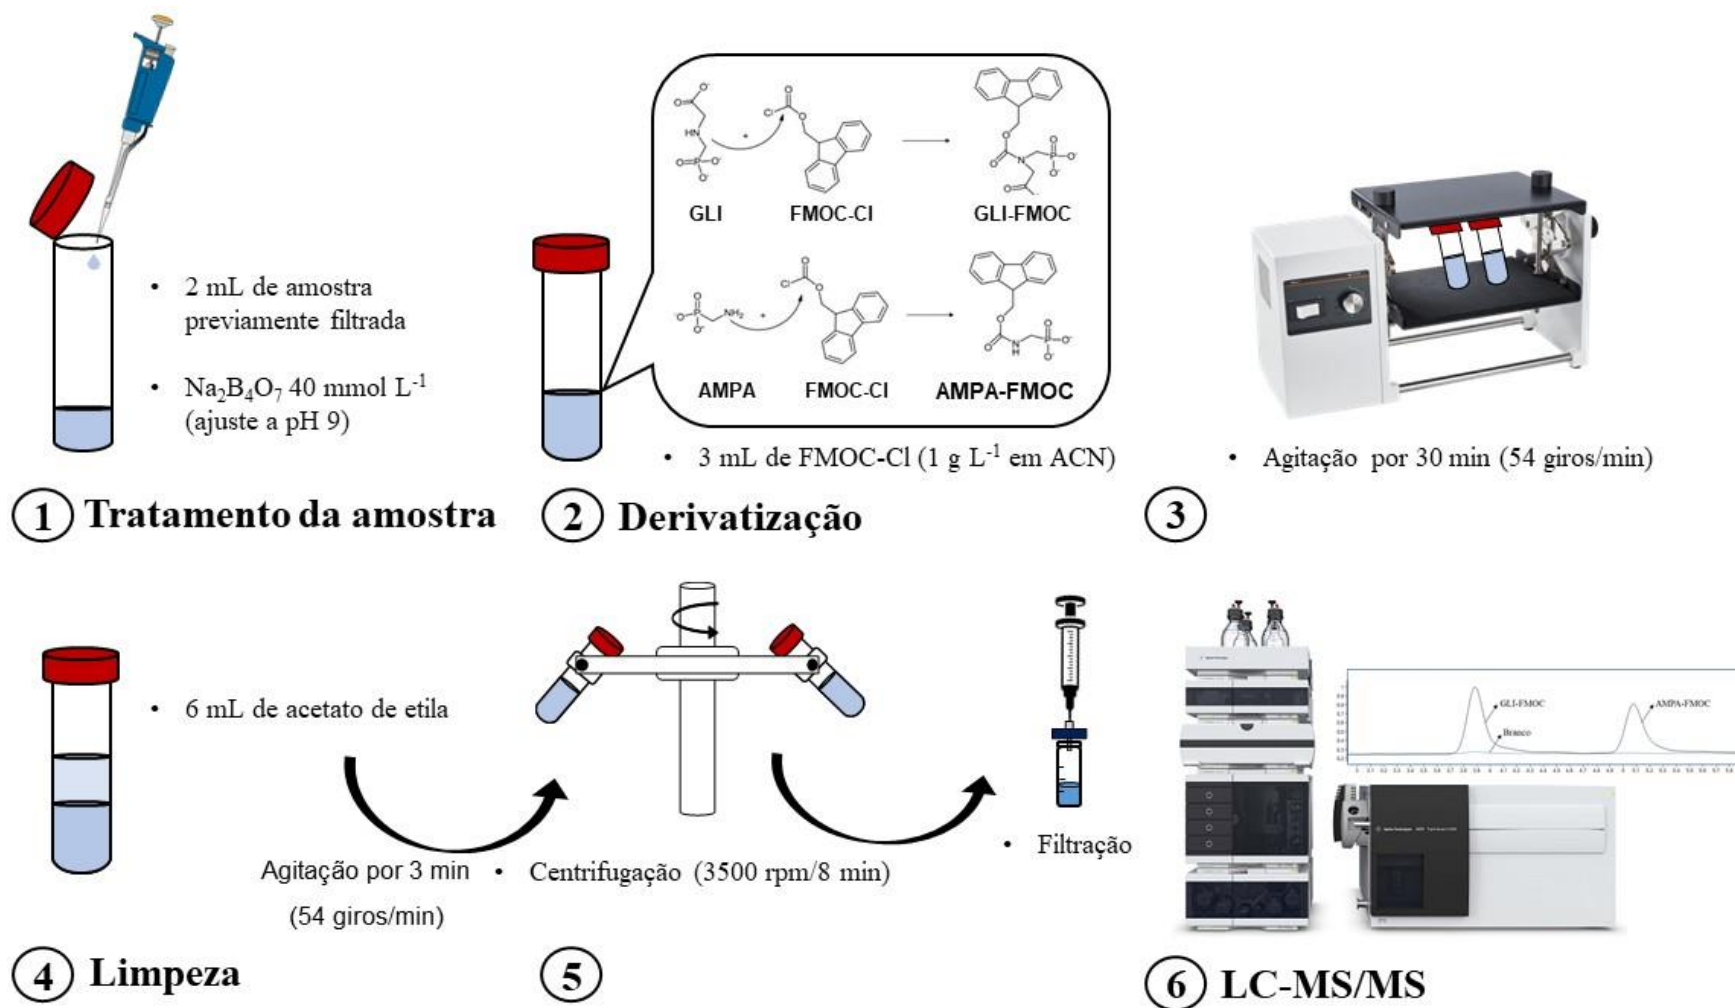 • 2 mL de amostra
previamente filtrada
• Na₂B₄O₇ 40 mmol L⁻¹
(ajuste a pH 9)
① Tratamento da amostra
O⁻
O
HN
O P O⁻
O⁻
+
O
Cl O
O
O N P O⁻
O⁻
O
GLI FMOC-Cl GLI-FMOC
O
⁻O P NH₂
O⁻
+
O
Cl O
O
O N H P O⁻
O⁻
AMPA FMOC-Cl AMPA-FMOC
• 3 mL de FMOC-Cl (1 g L⁻¹ em ACN)
② Derivatização
• Agitação por 30 min (54 giros/min)
③
• 6 mL de acetato de etila
Agitação por 3 min
(54 giros/min)
④ Limpeza
• Centrifugação (3500 rpm/8 min)
• Filtração
⑤
GLI-FMOC
Branco
AMPA-FMOC
⑥ LC-MS/MS